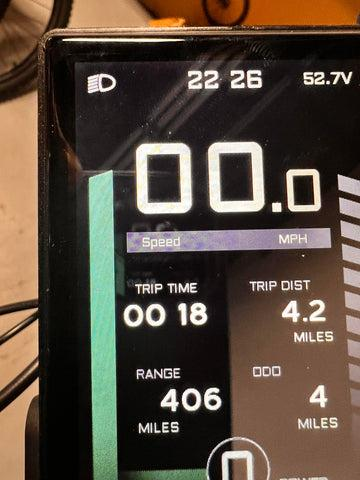 22 26 52.7V
00.0
Speed MPH
TRIP TIME TRIP DIST
00 18 4.2
MILES
RANGE ODO
406 4
MILES MILES
0
POWER